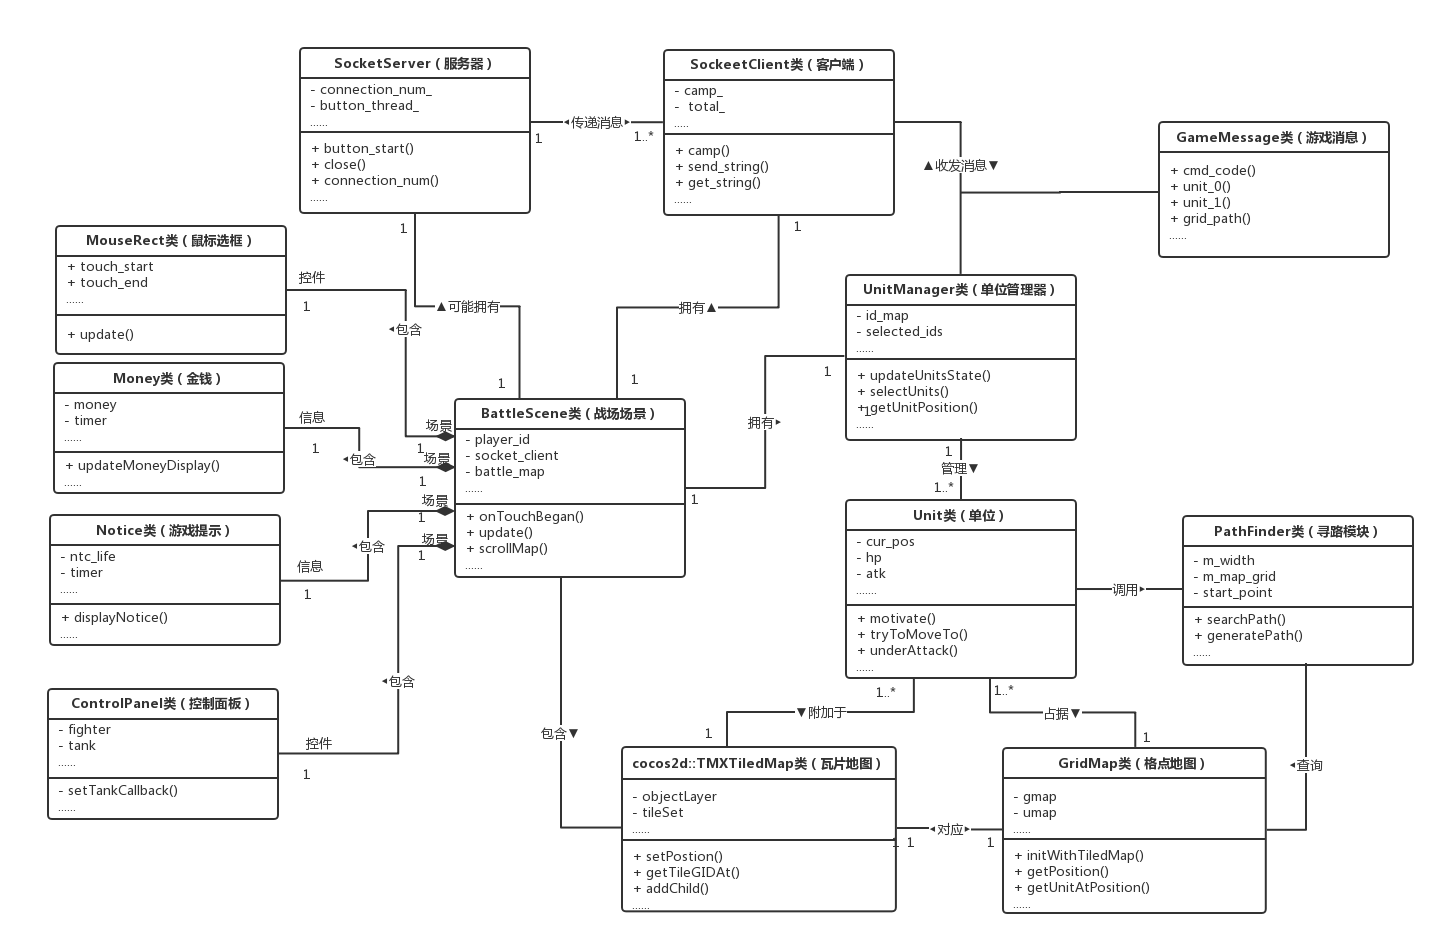 SocketServer（服务器）
- connection_num_
- button_thread_
......
+ button_start()
+ close()
+ connection_num()
......
SockeetClient类（客户端）
- camp_
-  total_
.....
+ camp()
+ send_string()
+ get_string()
......
◂传递消息▸
1
1..*
GameMessage类（游戏消息）
+ cmd_code()
+ unit_0()
+ unit_1()
+ grid_path()
......
▲收发消息▼
MouseRect类（鼠标选框）
+ touch_start
+ touch_end
......
+ update()
控件
1
◂包含
1
▲可能拥有
1
1
拥有▲
1
UnitManager类（单位管理器）
- id_map
- selected_ids
......
+ updateUnitsState()
+ selectUnits()
+ getUnitPosition()
1
......
Money类（金钱）
- money
- timer
......
+ updateMoneyDisplay()
......
信息
1
◂包含
BattleScene类（战场场景）
- player_id
- socket_client
- battle_map
......
+ onTouchBegan()
+ update()
+ scrollMap()
......
场景
1
场景
1
场景
1
场景
1
拥有▸
1
1
1
管理▼
1..*
Notice类（游戏提示）
- ntc_life
- timer
......
+ displayNotice()
......
信息
1
◂包含
Unit类（单位）
- cur_pos
- hp
- atk
.......
+ motivate()
+ tryToMoveTo()
+ underAttack()
......
调用▸
PathFinder类（寻路模块）
- m_width
- m_map_grid
- start_point
+ searchPath()
+ generatePath()
......
ControlPanel类（控制面板）
- fighter
- tank
......
- setTankCallback()
......
控件
1
◂包含
包含▼
1..*
▼附加于
1
1..*
占据▼
1
◂查询
cocos2d::TMXTiledMap类（瓦片地图）
- objectLayer
- tileSet
......
+ setPostion()
+ getTileGIDAt()
+ addChild()
......
◂对应▸
1
1
1
GridMap类（格点地图）
- gmap
- umap
......
+ initWithTiledMap()
+ getPosition()
+ getUnitAtPosition()
......